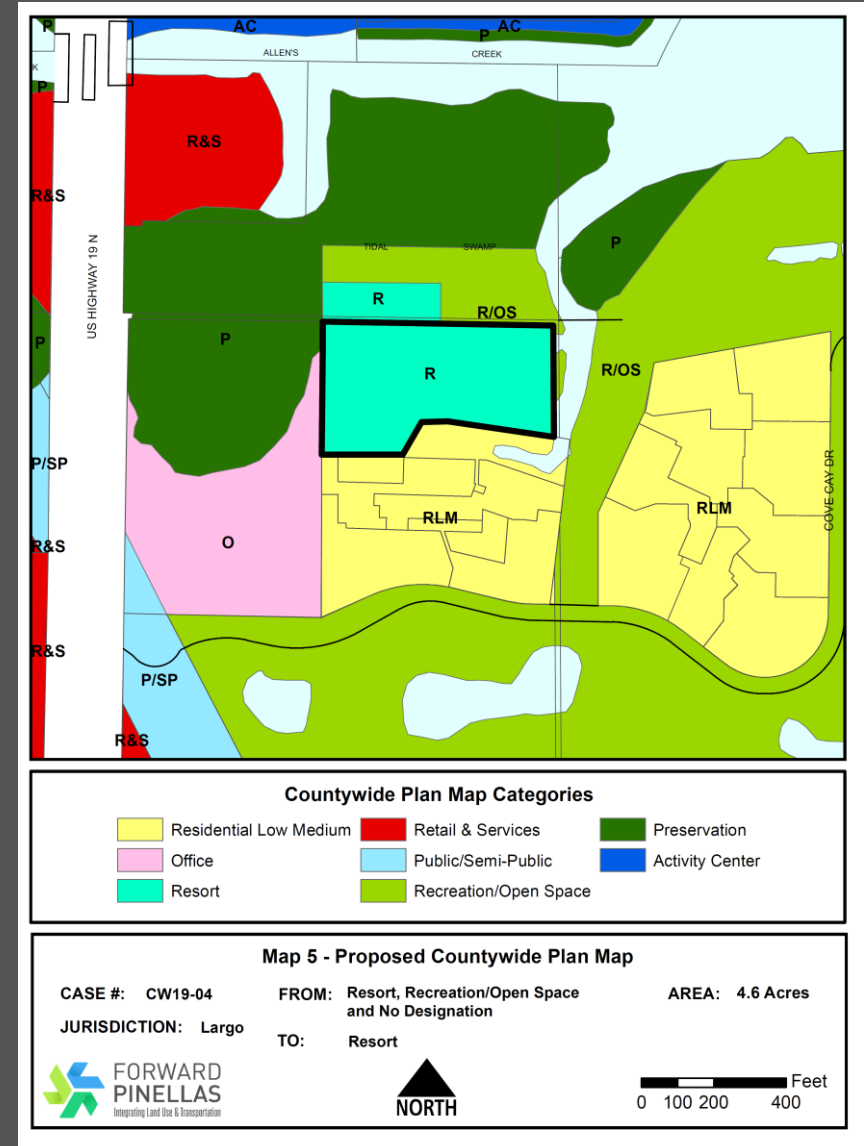 P
AC
AC
P
ALLEN'S
CREEK
K
P
R&S
R&S
US HIGHWAY 19 N
P
TIDAL
SWAMP
R
R/OS
P
P
R
R/OS
P/SP
COVE CAY DR
RLM
RLM
O
R&S
R&S
P/SP
R&S
Countywide Plan Map Categories
Residential Low Medium
Retail & Services
Preservation
Office
Public/Semi-Public
Activity Center
Resort
Recreation/Open Space
Map 5 - Proposed Countywide Plan Map
CASE #: CW19-04
FROM: Resort, Recreation/Open Space
and No Designation
AREA: 4.6 Acres
JURISDICTION: Largo
TO: Resort
FORWARD
PINELLAS
Integrating Land Use & Transportation
NORTH
Feet
0 100 200 400